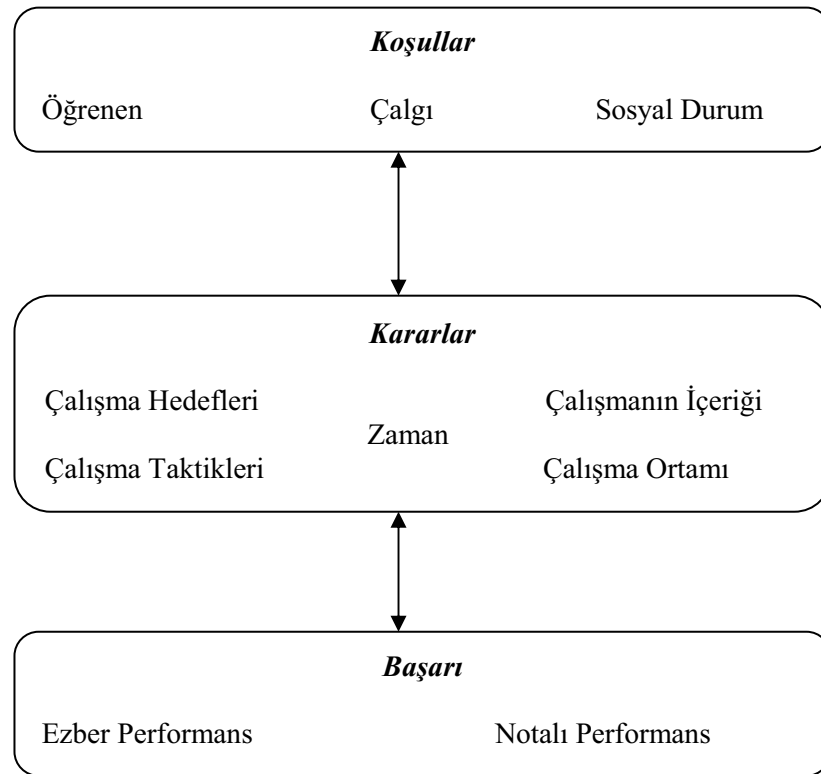 Koşullar
Öğrenen Çalgı Sosyal Durum
Kararlar
Çalışma Hedefleri Çalışmanın İçeriği
Zaman
Çalışma Taktikleri Çalışma Ortamı
Başarı
Ezber Performans Notalı Performans